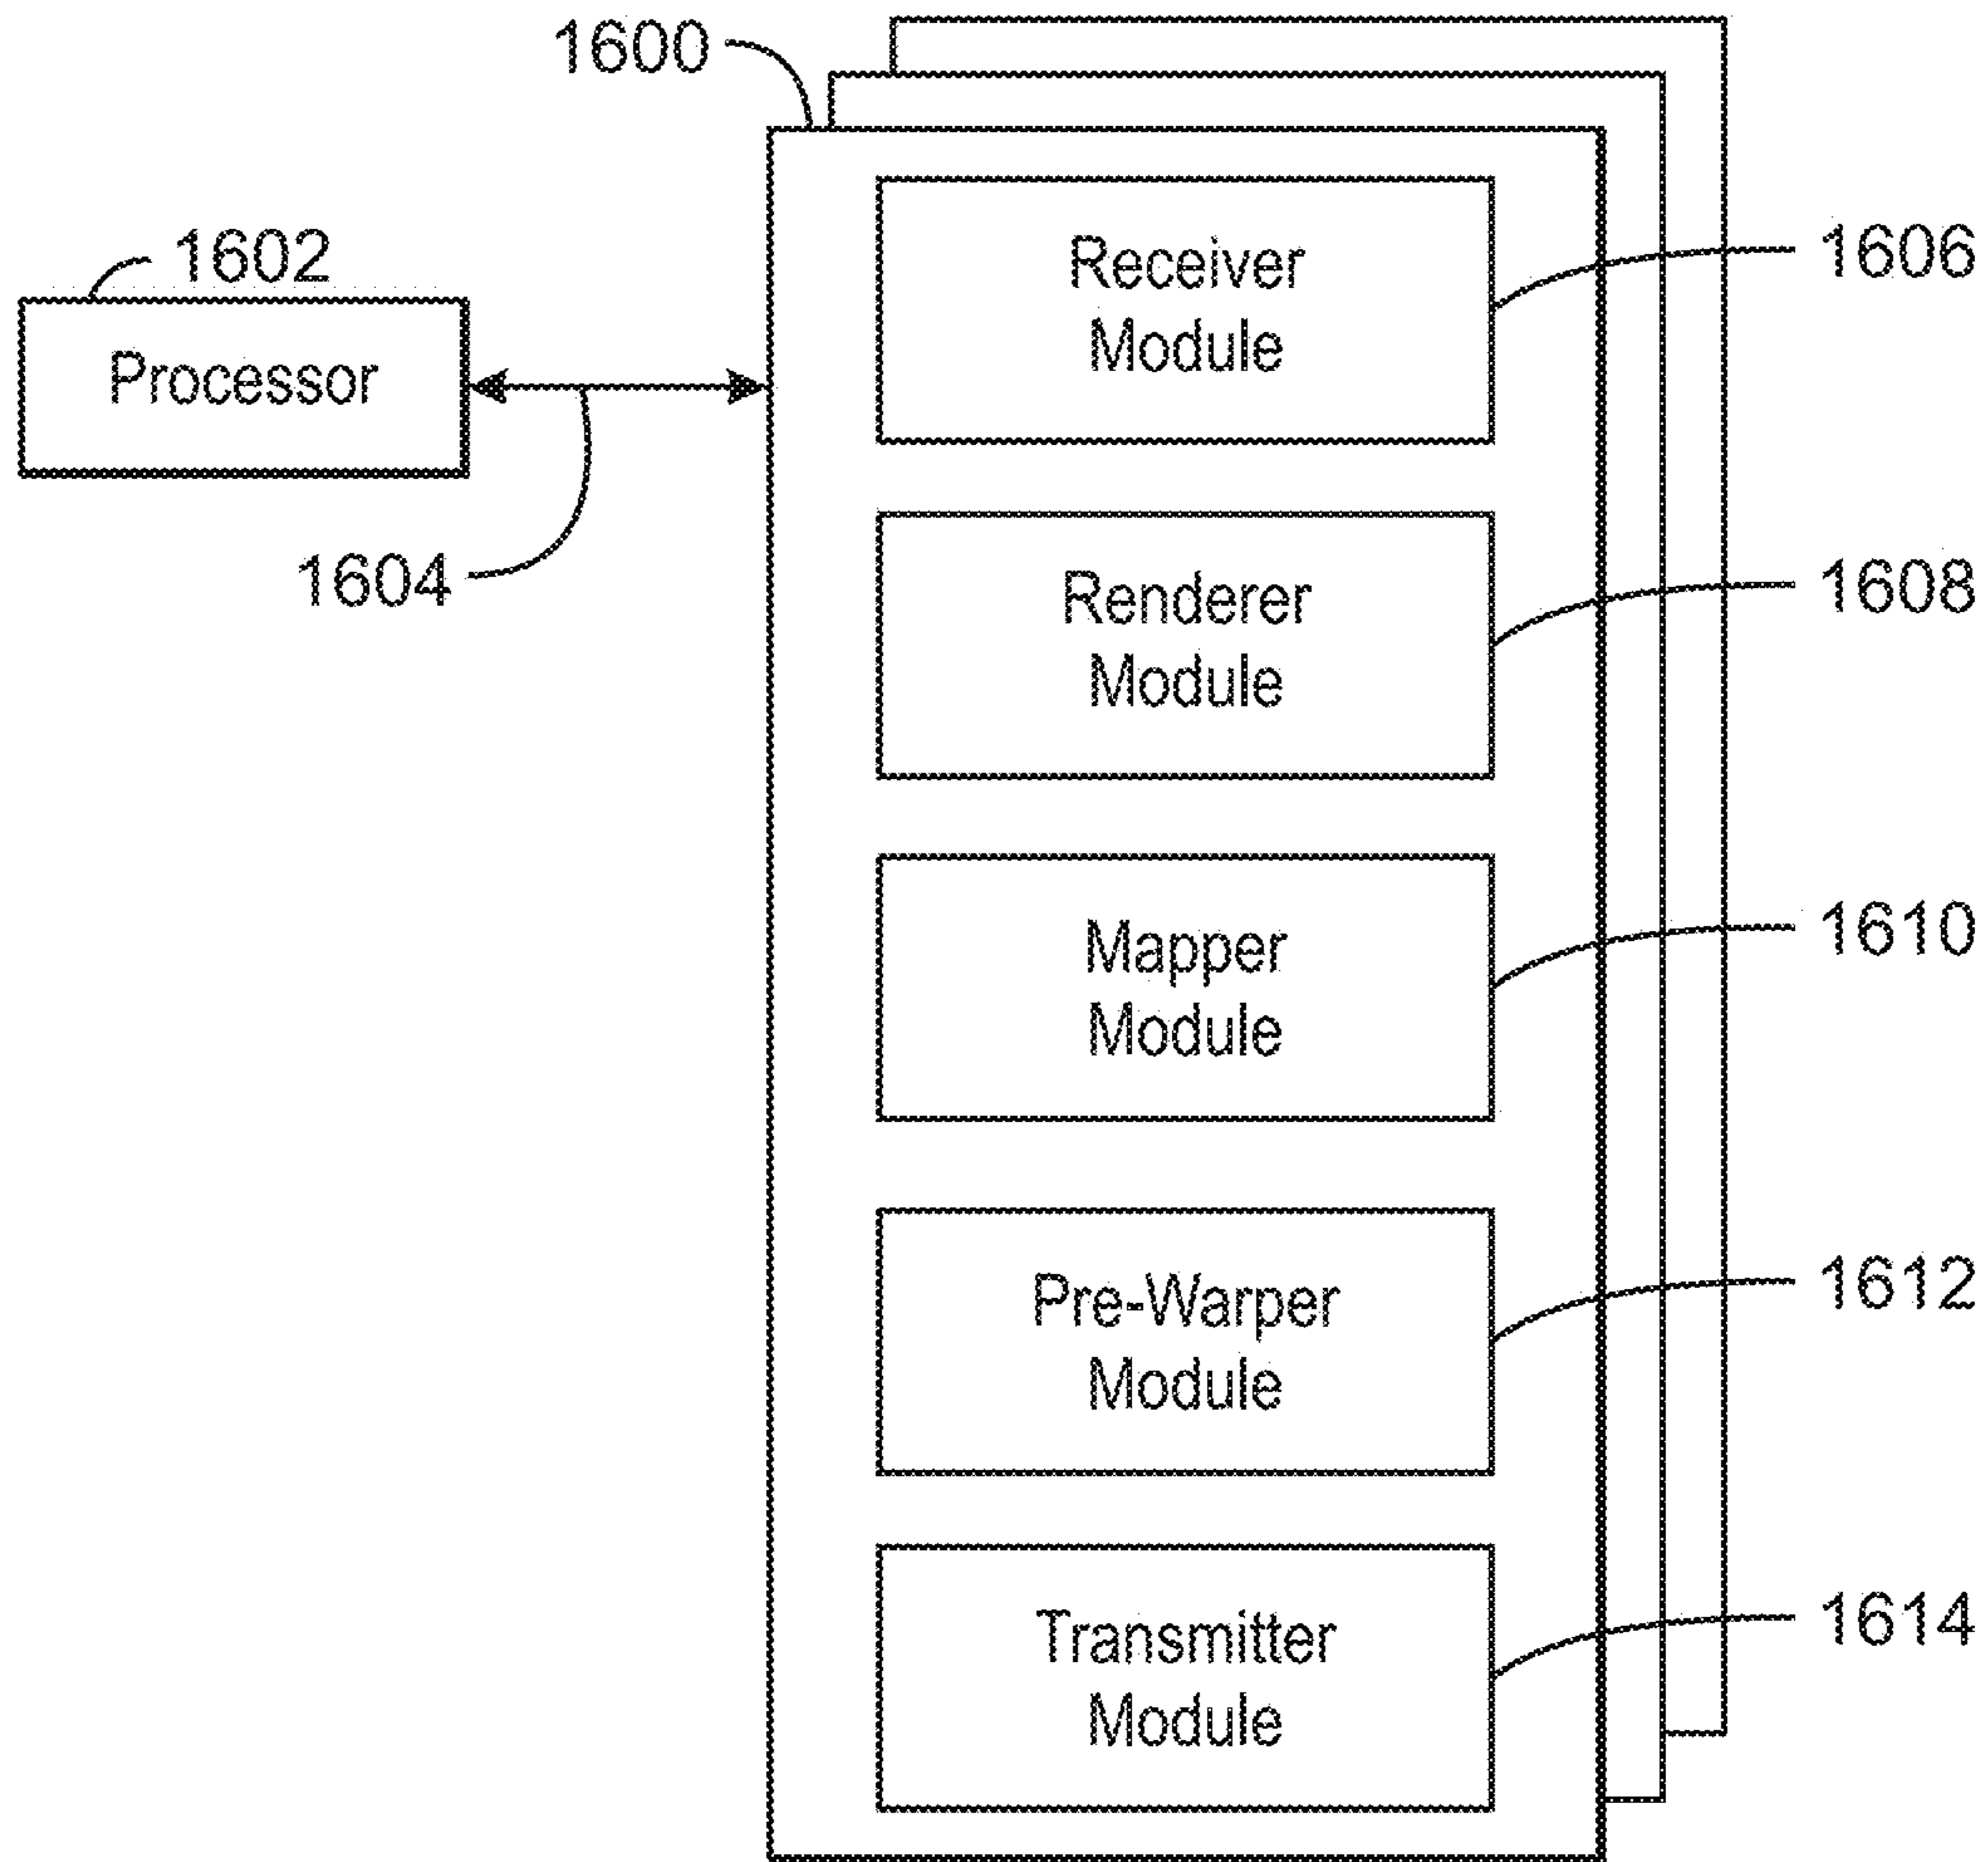 1600
1602
Processor
1604
Receiver
Module
1606
Renderer
Module
1608
Mapper
Module
1610
Pre-Warper
Module
1612
Transmitter
Module
1614